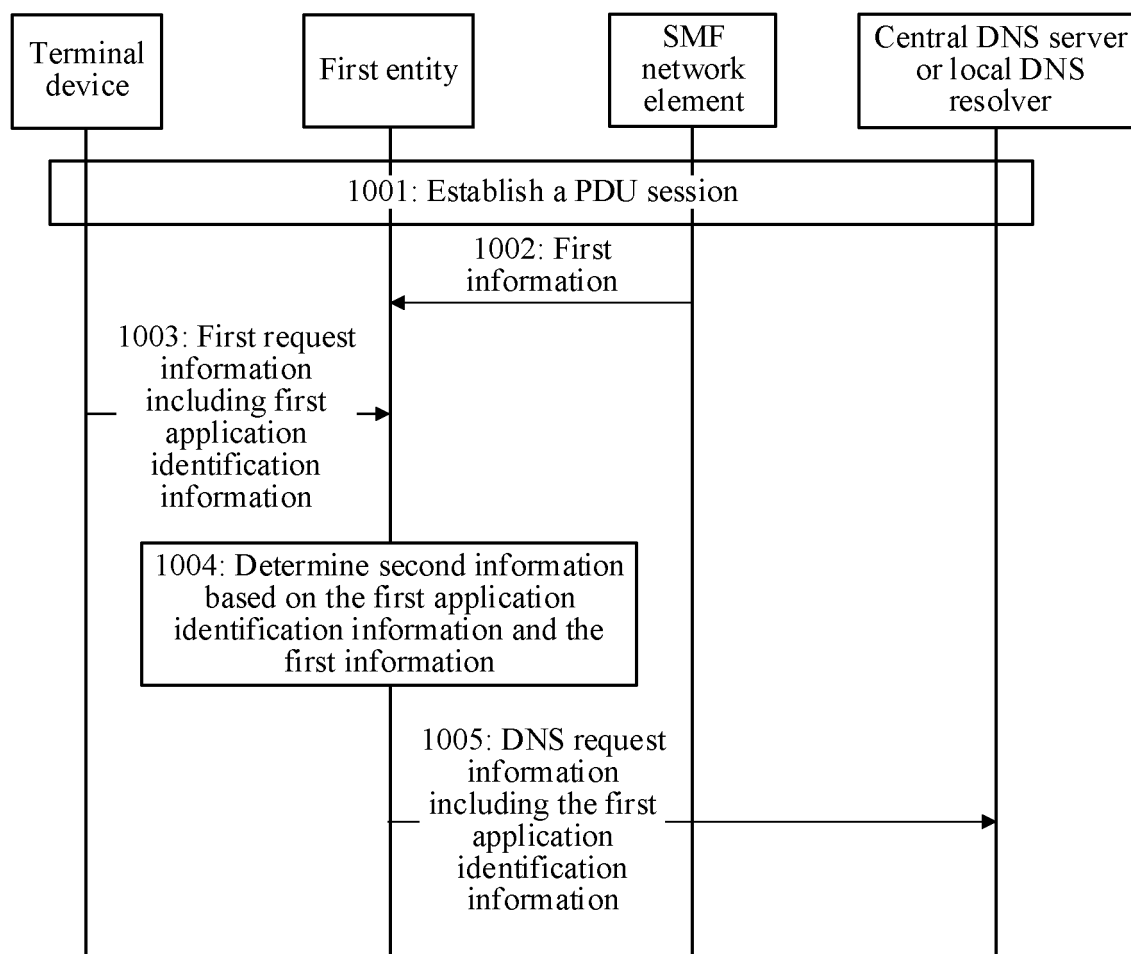 Terminal
device
First entity
SMF
network
element
Central DNS server
or local DNS
resolver
1001: Establish a PDU session
1002: First
information
1003: First request
information
including first
application
identification
information
1004: Determine second information
based on the first application
identification information and the
first information
1005: DNS request
information
including the first
application
identification
information